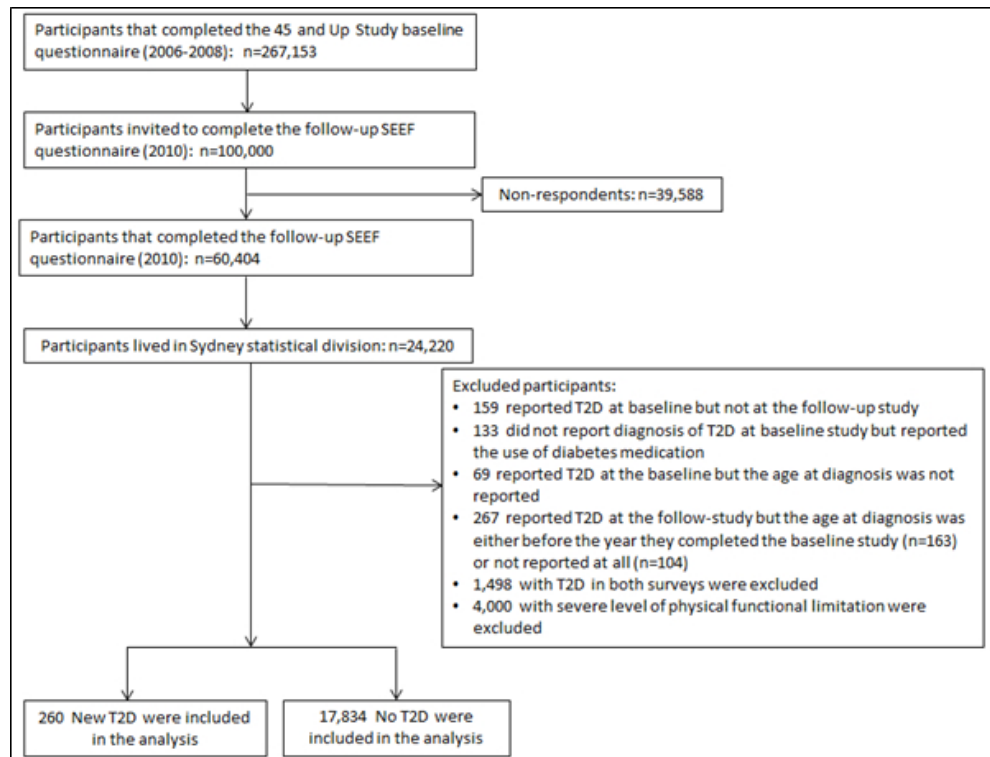 Participants that completed the 45 and Up Study baseline
questionnaire (2006-2008):  n=267,153
Participants invited to complete the follow-up SEEF
questionnaire (2010): n=100,000
Non-respondents: n=39,588
Participants that completed the follow-up SEEF
questionnaire (2010): n=60,404
Participants lived in Sydney statistical division: n=24,220
Excluded participants:
• 159 reported T2D at baseline but not at the follow-up study
• 133 did not report diagnosis of T2D at baseline study but reported
the use of diabetes medication
• 69 reported T2D at the baseline but the age at diagnosis was not
reported
• 267 reported T2D at the follow-study but the age at diagnosis was
either before the year they completed the baseline study (n=163)
or not reported at all (n=104)
• 1,498 with T2D in both surveys were excluded
• 4,000 with severe level of physical functional limitation were
excluded
260 New T2D were included
in the analysis
17,834 No T2D were
included in the analysis